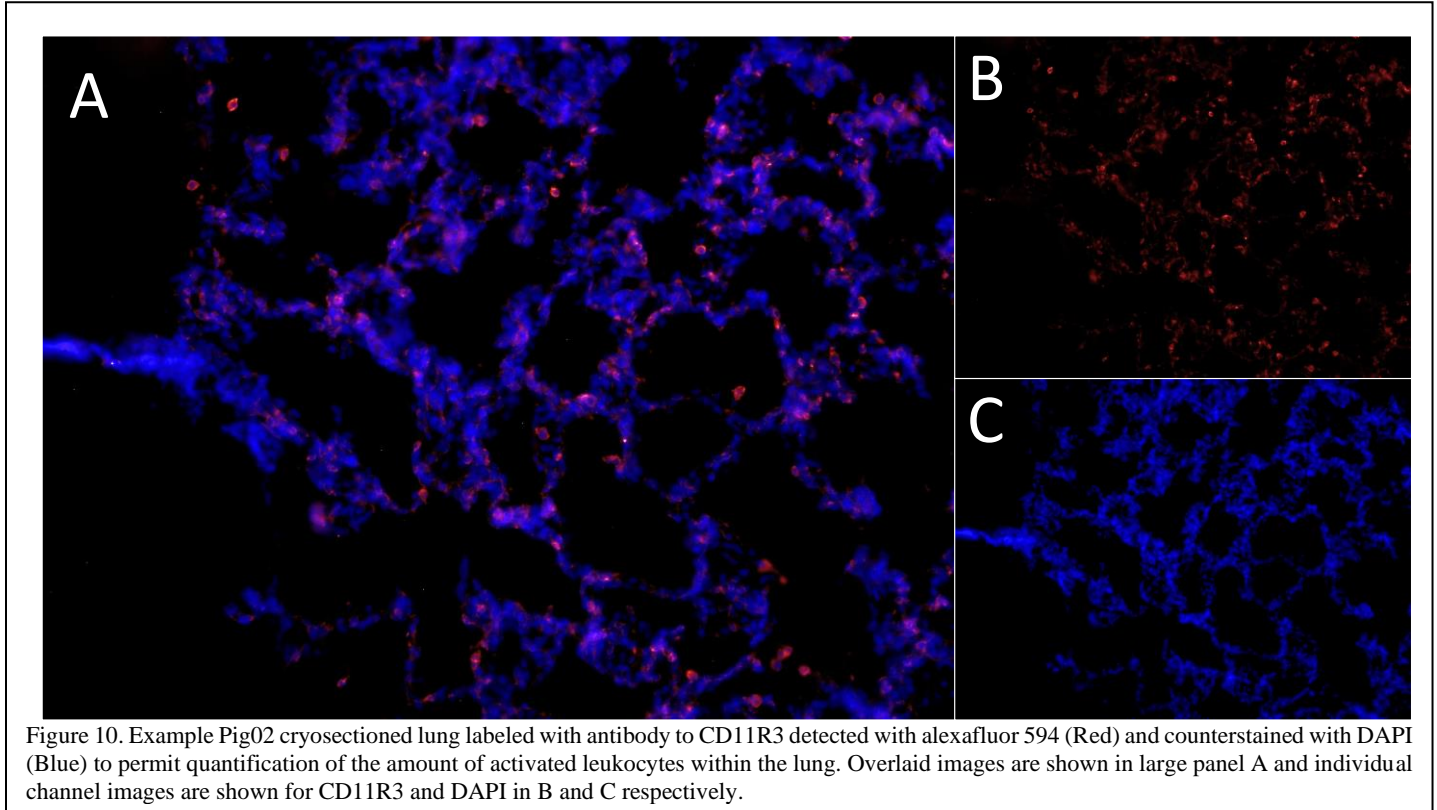 A
B
C
Figure 10. Example Pig02 cryosectioned lung labeled with antibody to CD11R3 detected with alexafluor 594 (Red) and counterstained with DAPI
(Blue) to permit quantification of the amount of activated leukocytes within the lung. Overlaid images are shown in large panel A and individual
channel images are shown for CD11R3 and DAPI in B and C respectively.